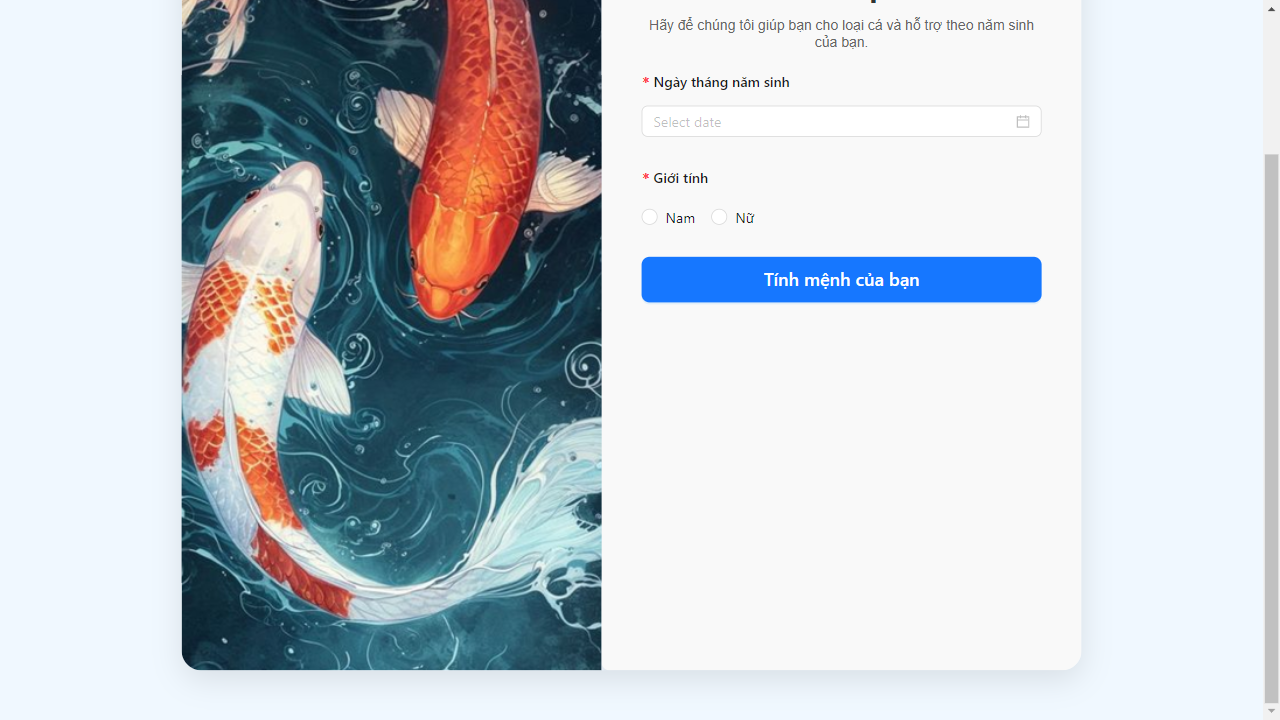 Hãy để chúng tôi giúp bạn cho loại cá và hỗ trợ theo năm sinh
của bạn.
* Ngày tháng năm sinh
Select date
* Giới tính
Nam Nữ
Tính mệnh của bạn